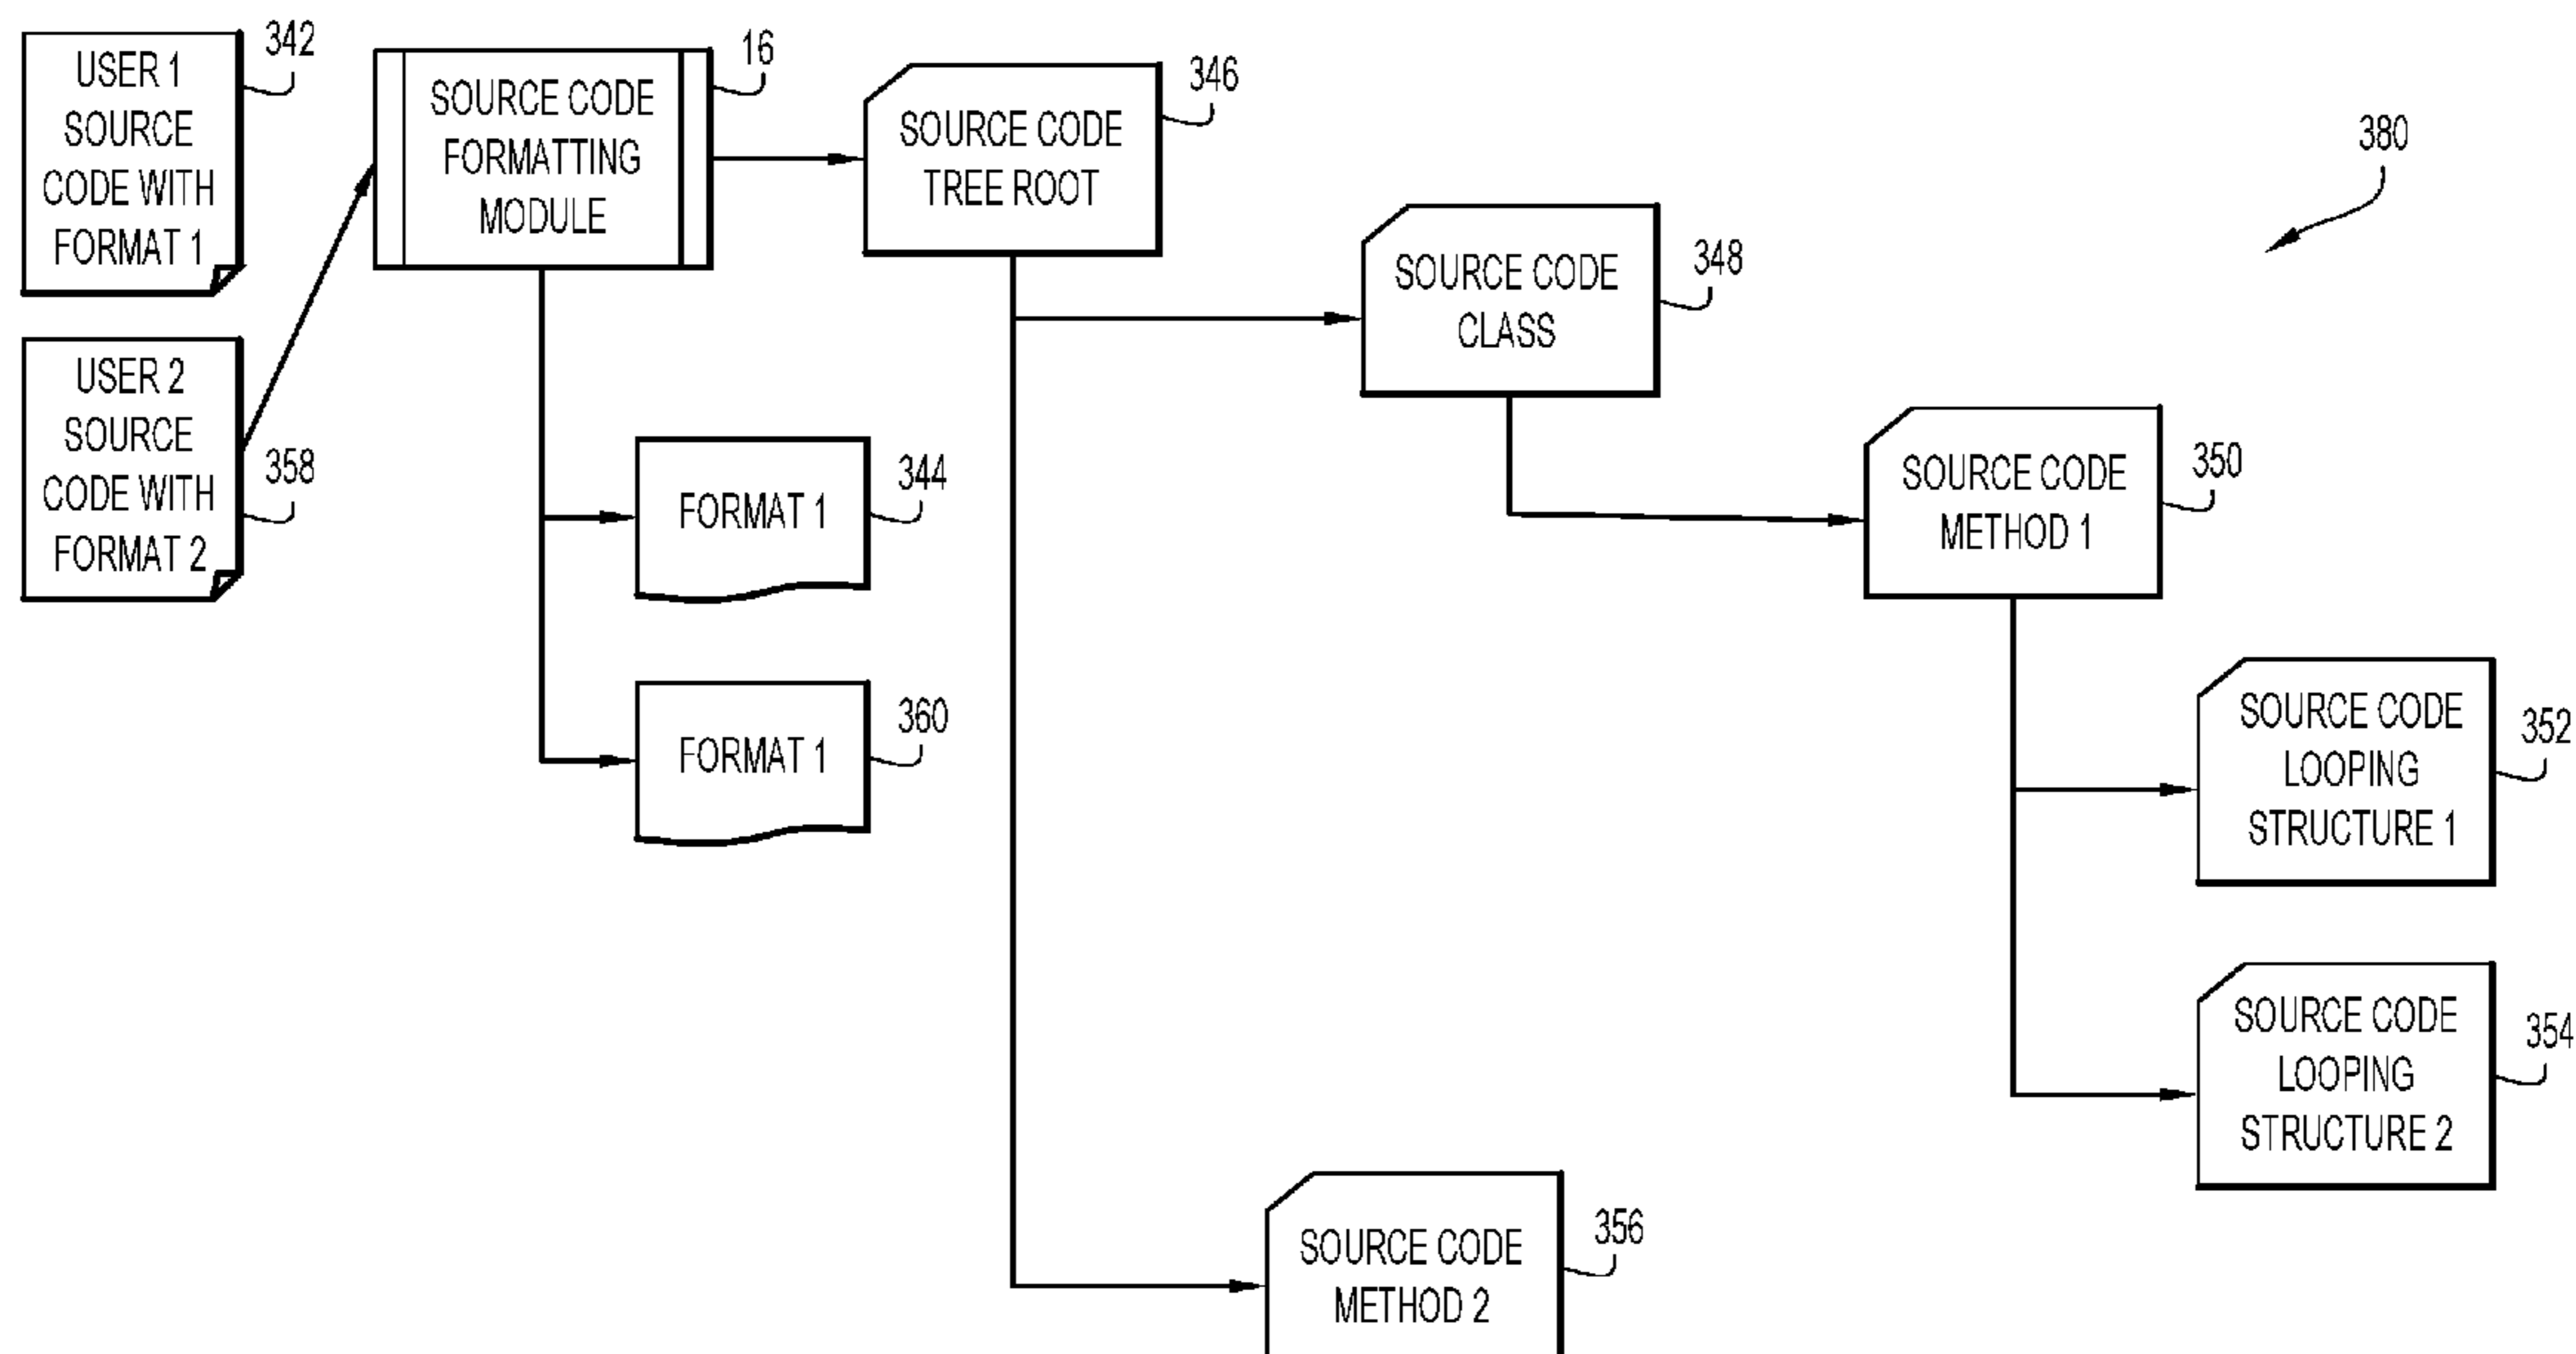 USER 1
SOURCE
CODE WITH
FORMAT 1
342
USER 2
SOURCE
CODE WITH
FORMAT 2
358
SOURCE CODE
FORMATTING
MODULE
16
FORMAT 1
344
FORMAT 1
360
SOURCE CODE
TREE ROOT
346
SOURCE CODE
CLASS
348
SOURCE CODE
METHOD 1
350
SOURCE CODE
LOOPING
STRUCTURE 1
352
SOURCE CODE
LOOPING
STRUCTURE 2
354
SOURCE CODE
METHOD 2
356
380